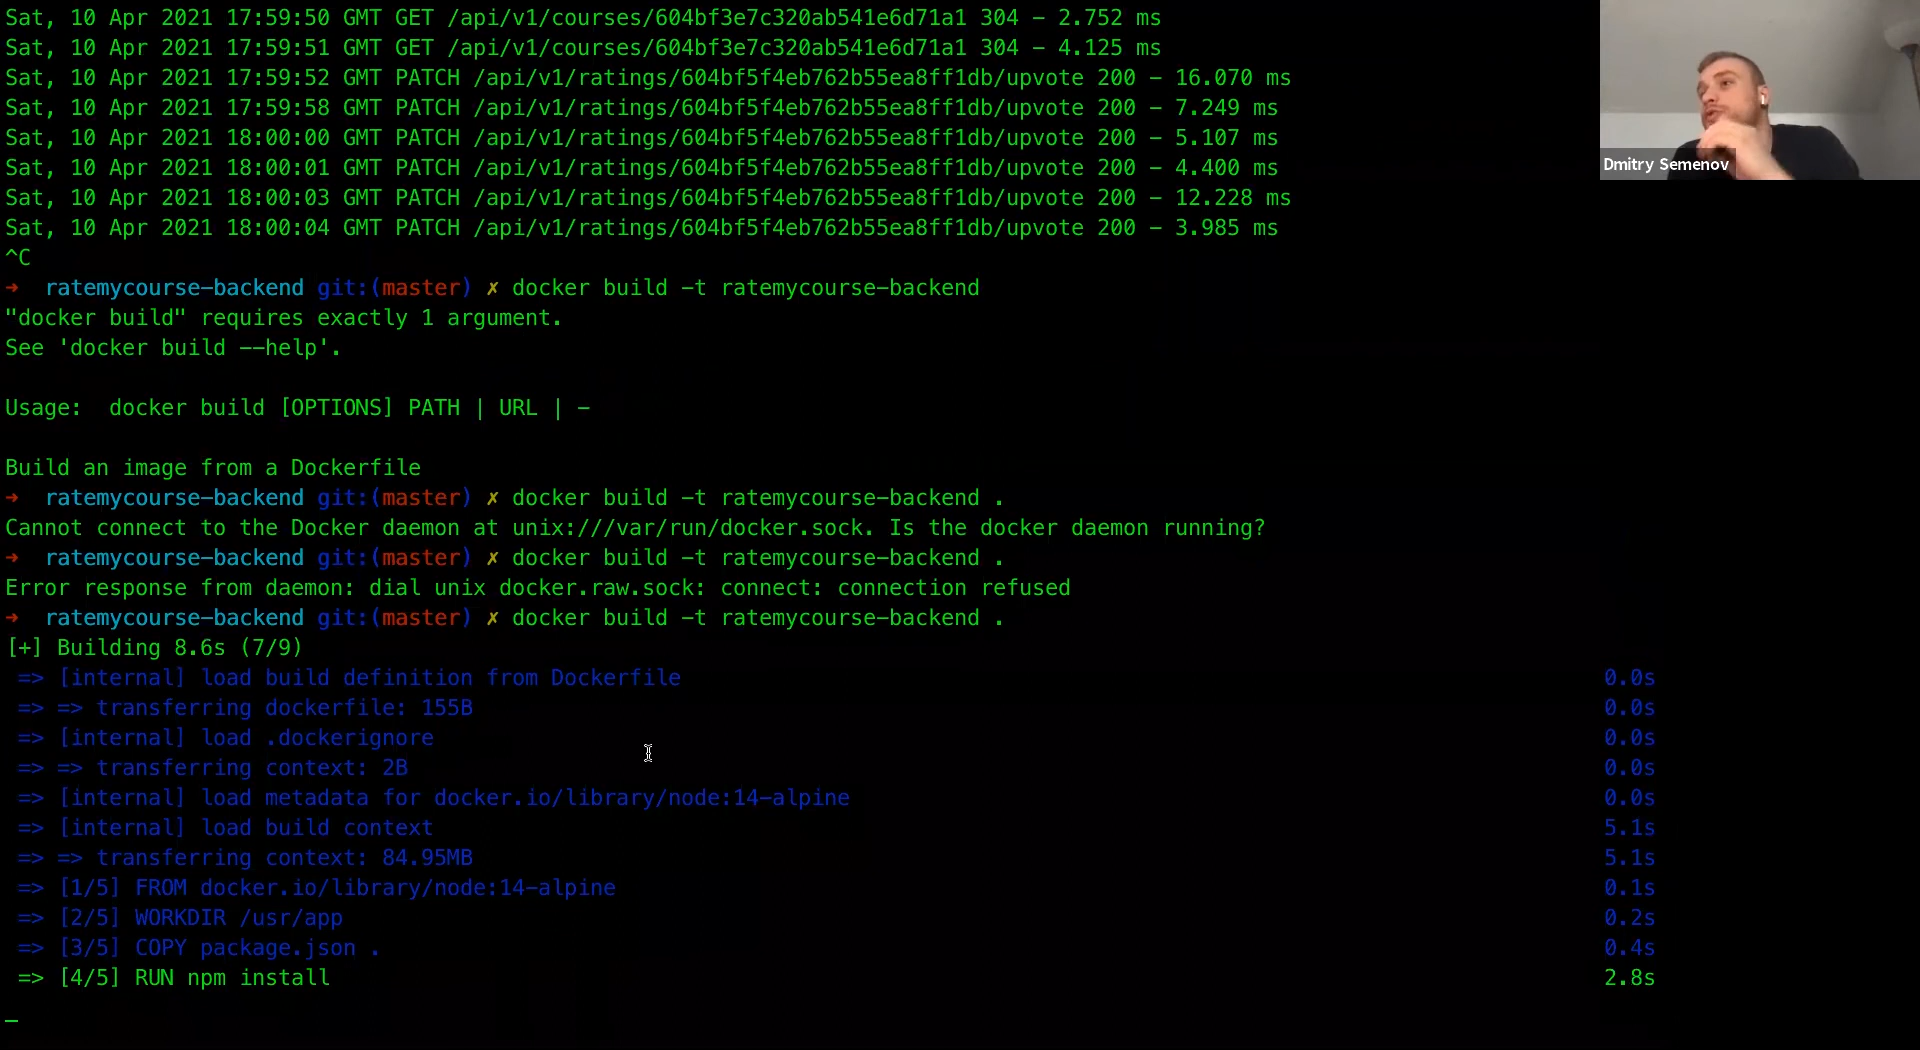 Sat, 10 Apr 2021 17:59:50 GMT GET /api/v1/courses/604bf3e7c320ab541e6d71a1 304 – 2.752 ms
Sat, 10 Apr 2021 17:59:51 GMT GET /api/v1/courses/604bf3e7c320ab541e6d71a1 304 – 4.125 ms
Sat, 10 Apr 2021 17:59:52 GMT PATCH /api/v1/ratings/604bf5f4eb762b55ea8ff1db/upvote 200 – 16.070 ms
Sat, 10 Apr 2021 17:59:58 GMT PATCH /api/v1/ratings/604bf5f4eb762b55ea8ff1db/upvote 200 – 7.249 ms
Sat, 10 Apr 2021 18:00:00 GMT PATCH /api/v1/ratings/604bf5f4eb762b55ea8ff1db/upvote 200 – 5.107 ms
Sat, 10 Apr 2021 18:00:01 GMT PATCH /api/v1/ratings/604bf5f4eb762b55ea8ff1db/upvote 200 – 4.400 ms
Sat, 10 Apr 2021 18:00:03 GMT PATCH /api/v1/ratings/604bf5f4eb762b55ea8ff1db/upvote 200 – 12.228 ms
Sat, 10 Apr 2021 18:00:04 GMT PATCH /api/v1/ratings/604bf5f4eb762b55ea8ff1db/upvote 200 – 3.985 ms
^C
➜ ratemycourse-backend git:(master) ✗ docker build -t ratemycourse-backend
"docker build" requires exactly 1 argument.
See 'docker build --help'.
Usage: docker build [OPTIONS] PATH | URL | -
Build an image from a Dockerfile
➜ ratemycourse-backend git:(master) ✗ docker build -t ratemycourse-backend .
Cannot connect to the Docker daemon at unix:///var/run/docker.sock. Is the docker daemon running?
➜ ratemycourse-backend git:(master) ✗ docker build -t ratemycourse-backend .
Error response from daemon: dial unix docker.raw.sock: connect: connection refused
➜ ratemycourse-backend git:(master) ✗ docker build -t ratemycourse-backend .
[+] Building 8.6s (7/9)
=> [internal] load build definition from Dockerfile 0.0s
=> => transferring dockerfile: 155B 0.0s
=> [internal] load .dockerignore 0.0s
=> => transferring context: 2B 0.0s
=> [internal] load metadata for docker.io/library/node:14-alpine 0.0s
=> [internal] load build context 5.1s
=> => transferring context: 84.95MB 5.1s
=> [1/5] FROM docker.io/library/node:14-alpine 0.1s
=> [2/5] WORKDIR /usr/app 0.2s
=> [3/5] COPY package.json . 0.4s
=> [4/5] RUN npm install 2.8s
Dmitry Semenov